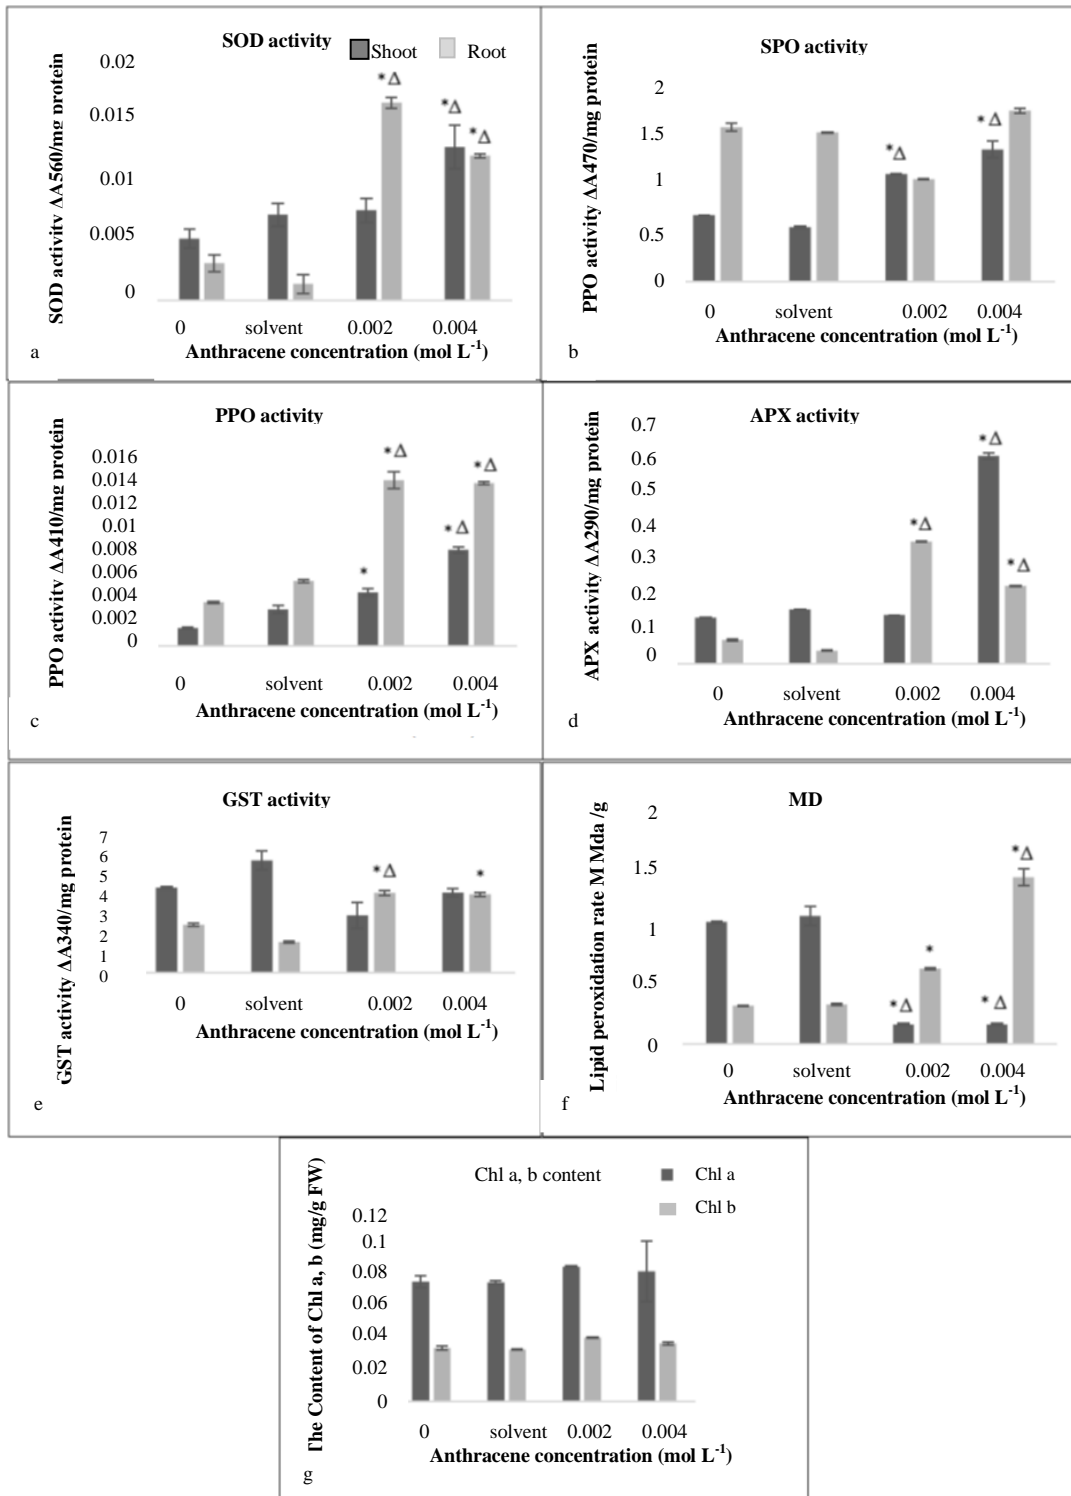 SOD activity
Shoot Root
0.02
0.015
0.01
0.005
0
SOD activity ΔA560/mg protein
*Δ
*Δ
*Δ
0 solvent 0.002 0.004
Anthracene concentration (mol L⁻¹)
a
SPO activity
2
1.5
1
0.5
0
PPO activity ΔA470/mg protein
*Δ
*Δ
0 solvent 0.002 0.004
Anthracene concentration (mol L⁻¹)
b
PPO activity
0.016
0.014
0.012
0.01
0.008
0.006
0.004
0.002
0
PPO activity ΔA410/mg protein
*
*Δ
*Δ
*Δ
0 solvent 0.002 0.004
Anthracene concentration (mol L⁻¹)
c
APX activity
0.7
0.6
0.5
0.4
0.3
0.2
0.1
0
APX activity ΔA290/mg protein
*Δ
*Δ
*Δ
0 solvent 0.002 0.004
Anthracene concentration (mol L⁻¹)
d
GST activity
7
6
5
4
3
2
1
0
GST activity ΔA340/mg protein
*Δ
*
0 solvent 0.002 0.004
Anthracene concentration (mol L⁻¹)
e
MD
2
1.5
1
0.5
0
Lipid peroxidation rate M Mda /g
*Δ
*
*Δ
*Δ
0 solvent 0.002 0.004
Anthracene concentration (mol L⁻¹)
f
Chl a, b content
Chl a
Chl b
0.12
0.1
0.08
0.06
0.04
0.02
0
The Content of Chl a, b (mg/g FW)
0 solvent 0.002 0.004
Anthracene concentration (mol L⁻¹)
g